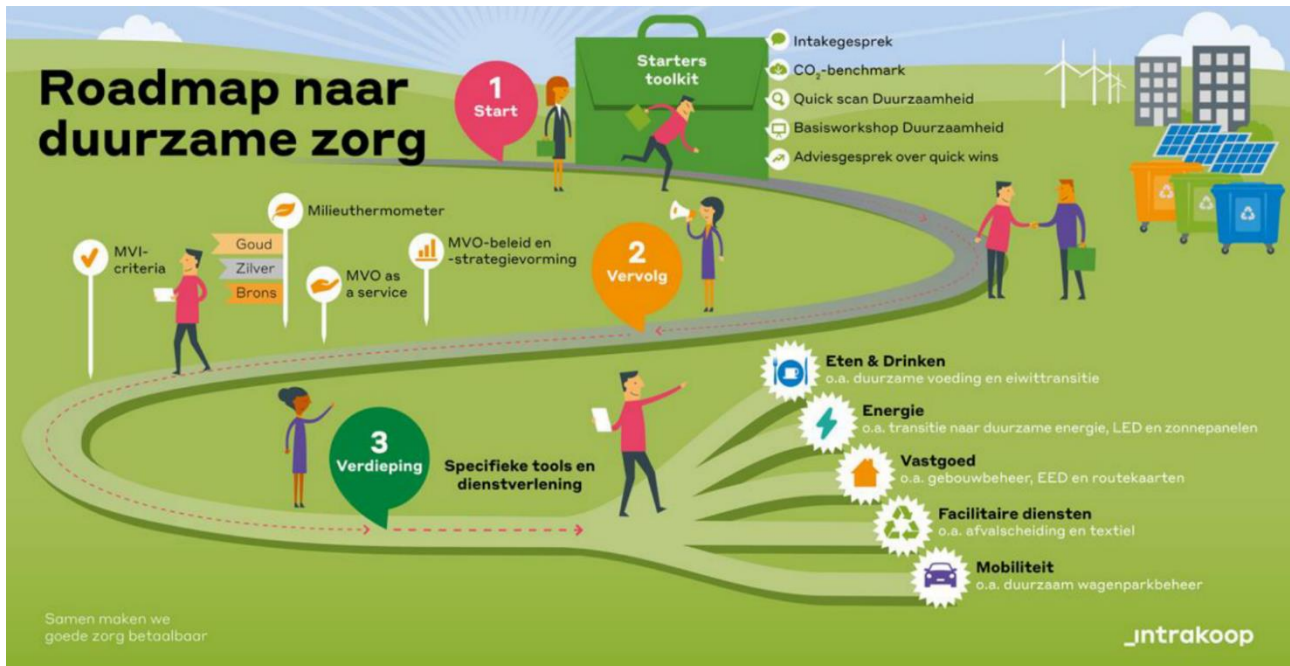 Roadmap naar
duurzame zorg
1
Start
Starters
toolkit
Intakegesprek
CO₂-benchmark
Quick scan Duurzaamheid
Basisworkshop Duurzaamheid
Adviesgesprek over quick wins
2
Vervolg
MVO-beleid en
-strategievorming
MVO as
a service
Milieuthermometer
Goud
Zilver
Brons
MVI-
criteria
3
Verdieping
Specifieke tools en
dienstverlening
Eten & Drinken
o.a. duurzame voeding en eiwittransitie
Energie
o.a. transitie naar duurzame energie, LED en zonnepanelen
Vastgoed
o.a. gebouwbeheer, EED en routekaarten
Facilitaire diensten
o.a. afvalscheiding en textiel
Mobiliteit
o.a. duurzaam wagenparkbeheer
Samen maken we
goede zorg betaalbaar
_intrakoop